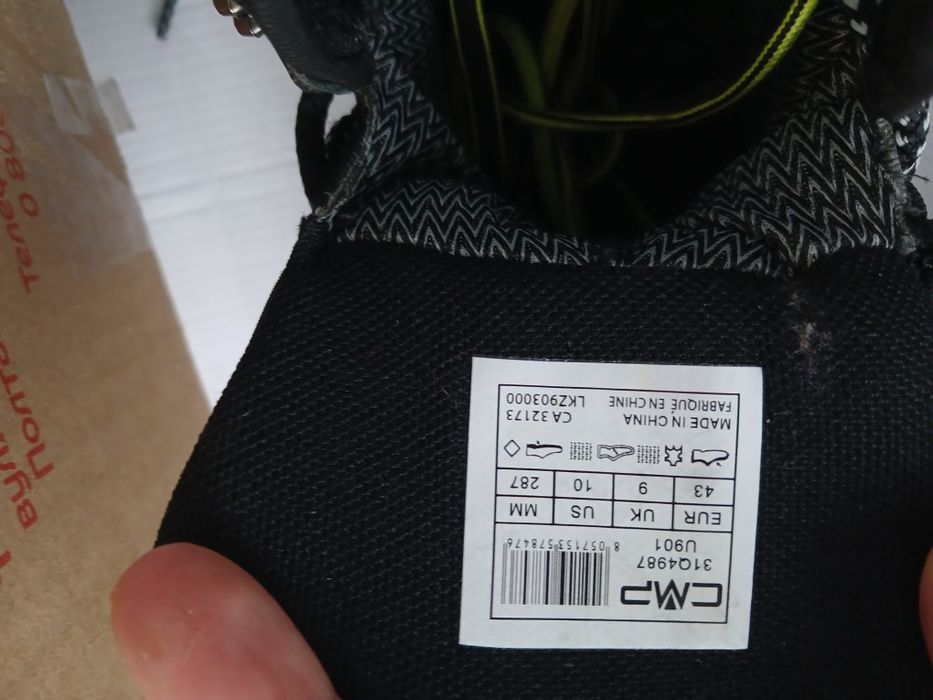 CMP
31Q4987
U901
8 057153 578476
EUR UK US MM
43 9 10 287
MADE IN CHINA CA 32173
FABRIQUÉ EN CHINE LKZ903000